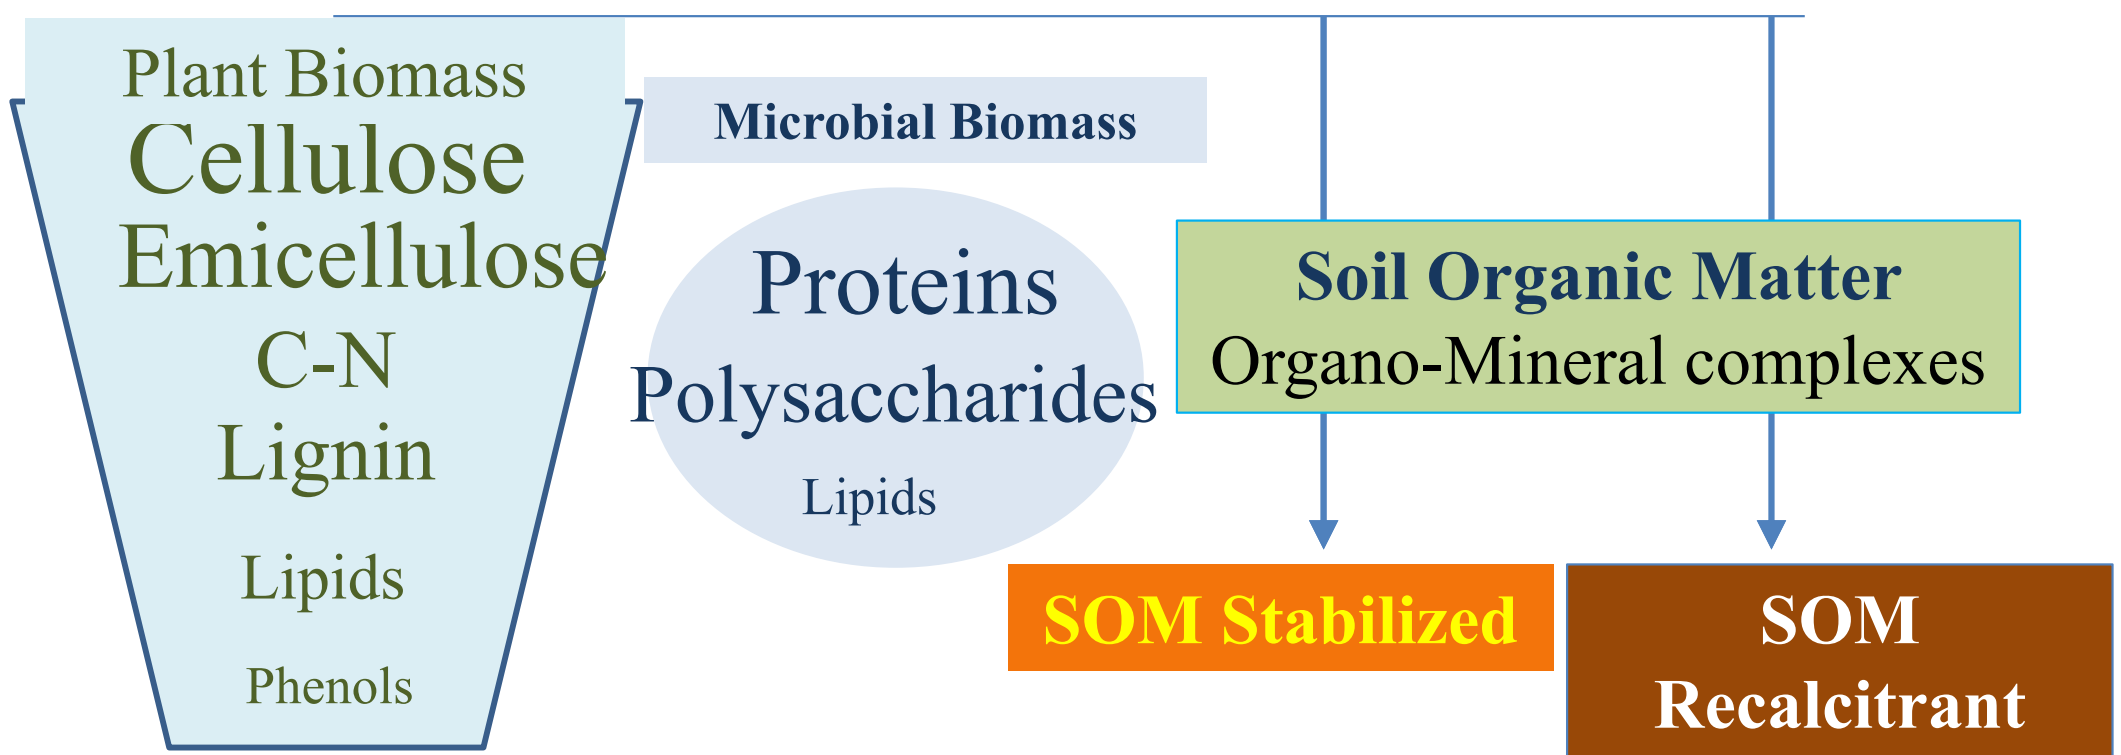 Plant Biomass
Cellulose
Emicellulose
C-N
Lignin
Lipids
Phenols
Microbial Biomass
Proteins
Polysaccharides
Lipids
Soil Organic Matter
Organo-Mineral complexes
SOM Stabilized
SOM
Recalcitrant